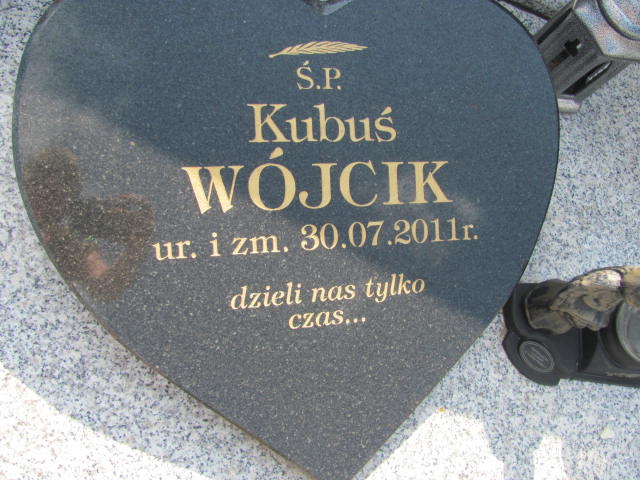 Ś.P.
Kubuś
WÓJCIK
ur. i zm. 30.07.2011r.
dzieli nas tylko
czas...